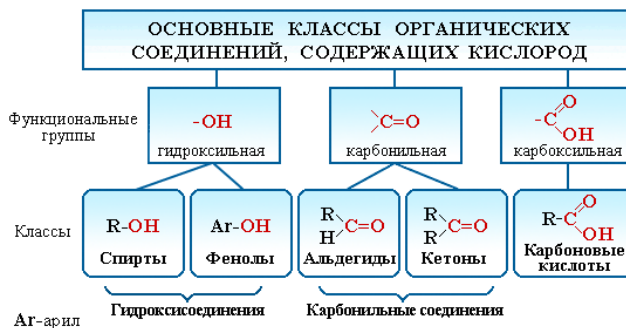 ОСНОВНЫЕ КЛАССЫ ОРГАНИЧЕСКИХ
СОЕДИНЕНИЙ, СОДЕРЖАЩИХ КИСЛОРОД
Функциональные
группы
-OH
гидроксильная
C=O
карбонильная
-C
O
OH
карбоксильная
Классы
R-OH
Спирты
Ar-OH
Фенолы
R
H
C=O
Альдегиды
R
R
C=O
Кетоны
R-C
O
OH
Карбоновые
кислоты
Гидроксисоединения
Карбонильные соединения
Ar-арил